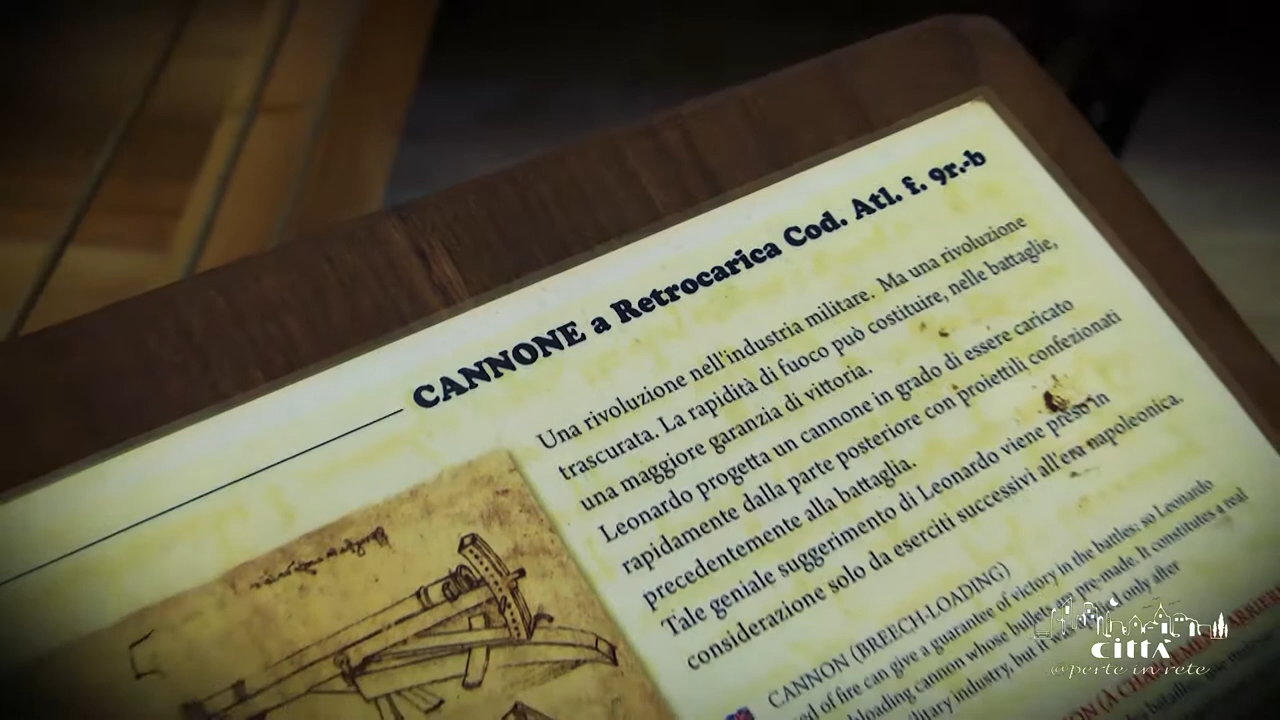 CANNONE a Retrocarica Cod. Atl. f. 9r.-b
Una rivoluzione nell'industria militare. Ma una rivoluzione
trascurata. La rapidità di fuoco può costituire, nelle battaglie,
una maggiore garanzia di vittoria.
Leonardo progetta un cannone in grado di essere caricato
rapidamente dalla parte posteriore con proiettili confezionati
precedentemente alla battaglia.
Tale geniale suggerimento di Leonardo viene preso in
considerazione solo da eserciti successivi all'era napoleonica.
CANNON (BREECH-LOADING)
of fire can give a guarantee of victory in the battles: so Leonardo
cannon whose bullets are pre-made. It constitutes a real
industry, but it only after
CITTÀ
@perte in rete